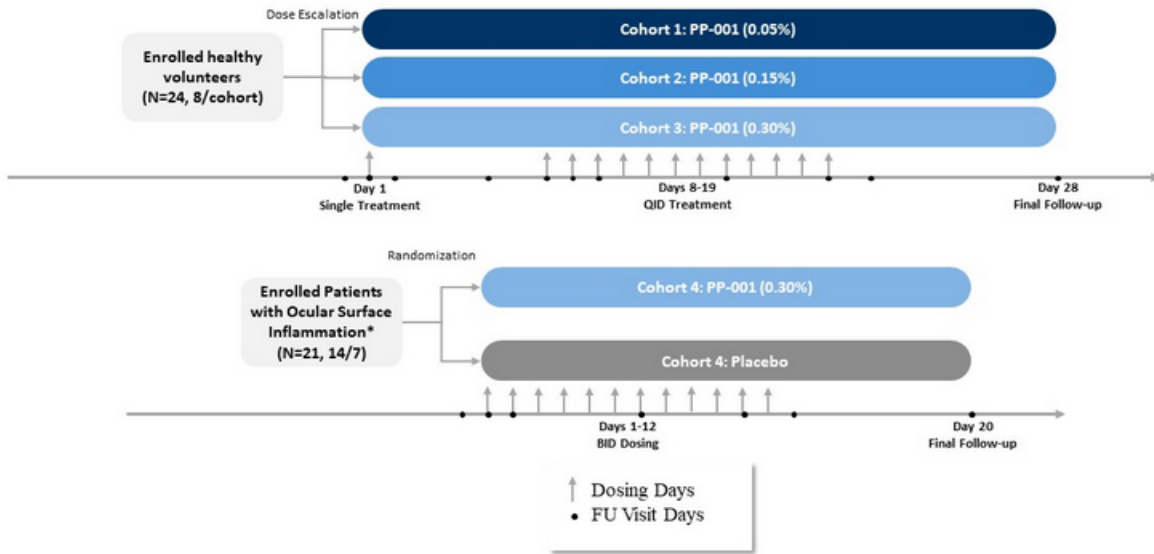 Dose Escalation
Enrolled healthy
volunteers
(N=24, 8/cohort)
Cohort 1: PP-001 (0.05%)
Cohort 2: PP-001 (0.15%)
Cohort 3: PP-001 (0.30%)
Day 1
Single Treatment
Days 8-19
QID Treatment
Day 28
Final Follow-up
Randomization
Enrolled Patients
with Ocular Surface
Inflammation*
(N=21, 14/7)
Cohort 4: PP-001 (0.30%)
Cohort 4: Placebo
Days 1-12
BID Dosing
Day 20
Final Follow-up
Dosing Days
FU Visit Days